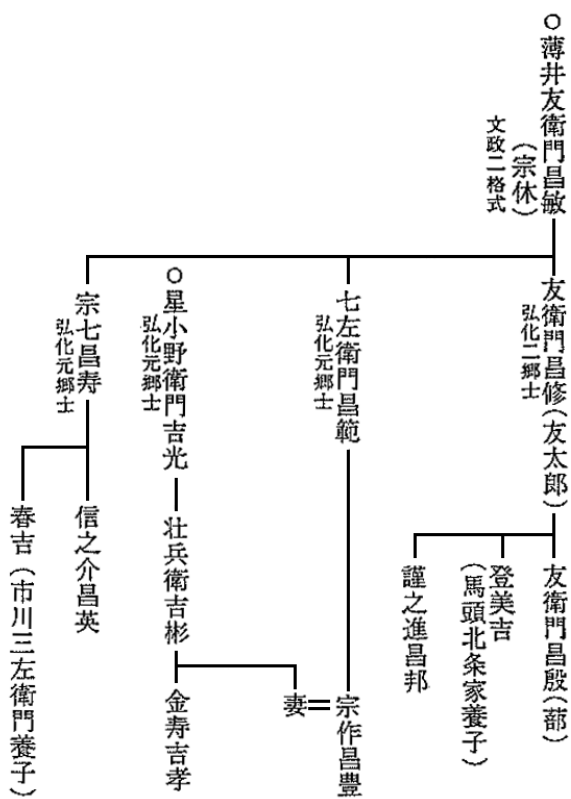 ○薄井友衛門昌敏
(宗休)
文政二格式
友衛門昌修(友太郎)
弘化二郷士
友衛門昌殷(蔀)
登美吉
(馬頭北条家養子)
謹之進昌邦
七左衛門昌範
弘化元郷士
宗作昌豊
妻
○星小野衛門吉光
弘化元郷士
壮兵衛吉彬
金寿吉孝
宗七昌寿
弘化元郷士
信之介昌英
春吉(市川三左衛門養子)